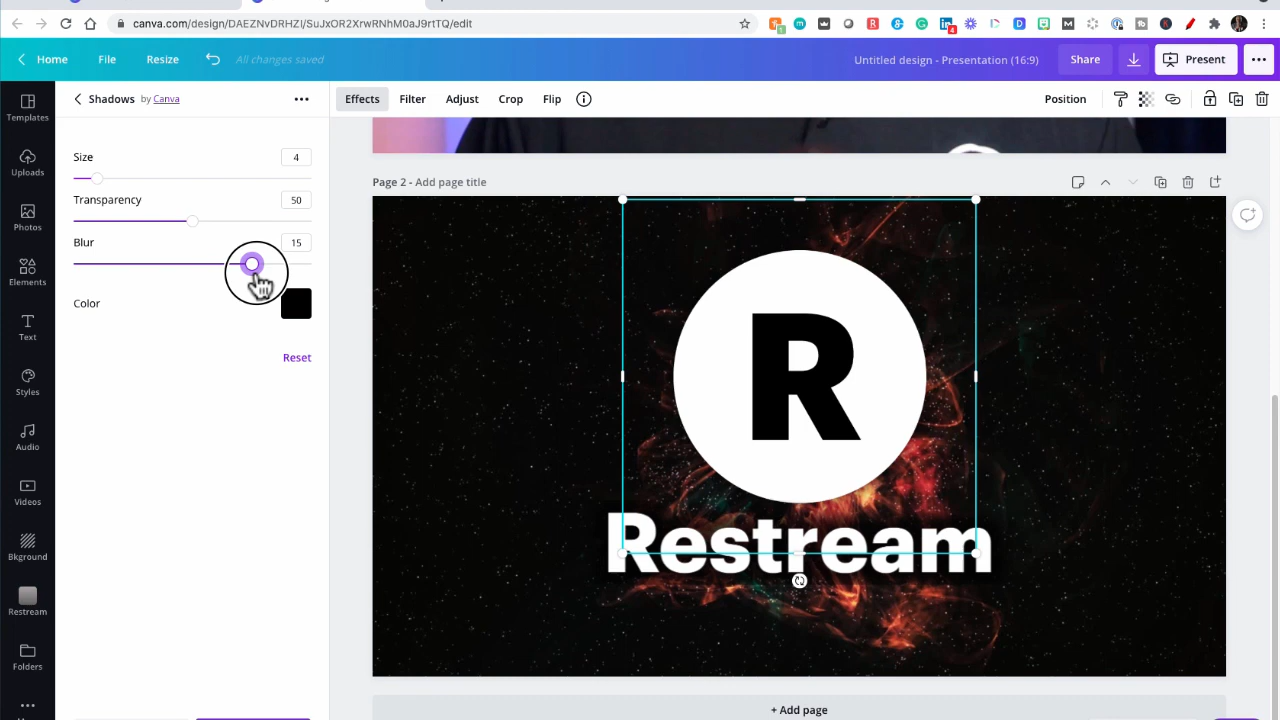 canva.com/design/DAEZNvDRHZI/SuJxOR2XrwRNhM0aJ9rtTQ/edit
Home File Resize All changes saved Untitled design - Presentation (16:9) Share Present
Shadows by Canva
Effects Filter Adjust Crop Flip Position
Templates
Uploads
Photos
Elements
Text
Styles
Audio
Videos
Bkground
Restream
Folders
Size 4
Transparency 50
Blur 15
Color
Reset
Page 2 - Add page title
R
Restream
+ Add page